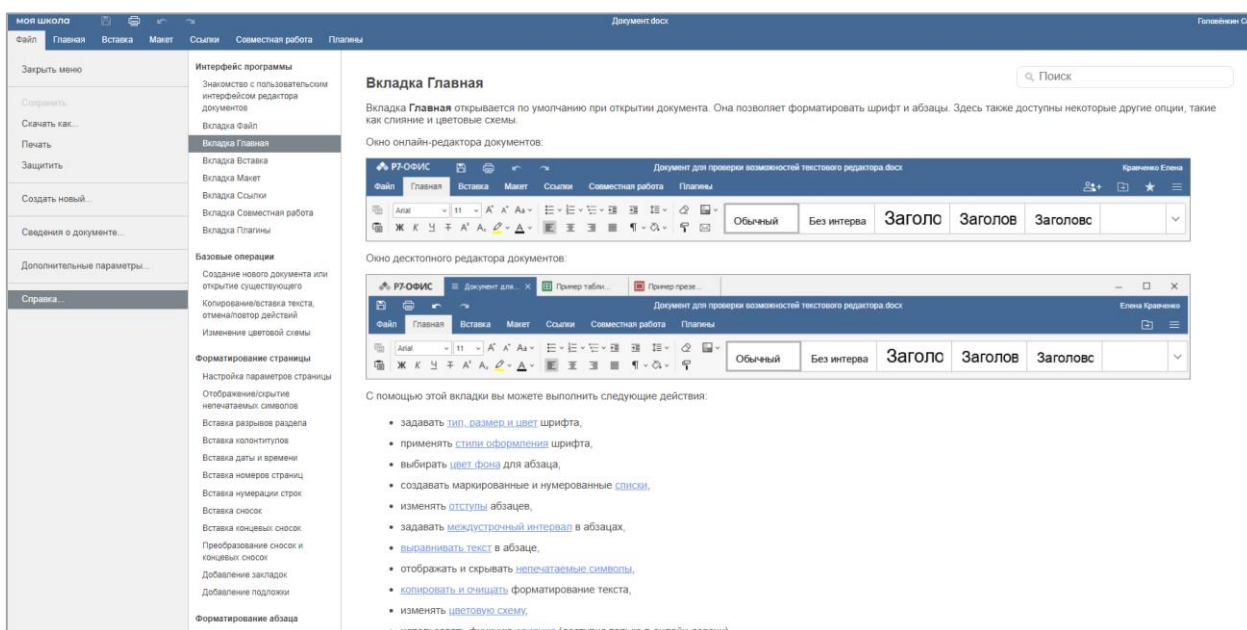 моя школа
Документ.docx
Файл Главная Вставка Макет Ссылки Совместная работа Плагины
Закрыть меню
Сохранить
Скачать как...
Печать
Защитить
Создать новый...
Сведения о документе...
Дополнительные параметры...
Справка...
Интерфейс программы
Знакомство с пользовательским
интерфейсом редактора
документов
Вкладка Файл
Вкладка Главная
Вкладка Вставка
Вкладка Макет
Вкладка Ссылки
Вкладка Совместная работа
Вкладка Плагины
Базовые операции
Создание нового документа или
открытие существующего
Копирование/вставка текста,
отмена/повтор действий
Изменение цветовой схемы
Форматирование страницы
Настройка параметров страницы
Отображение/скрытие
непечатаемых символов
Вставка разрывов раздела
Вставка колонтитулов
Вставка даты и времени
Вставка номеров страниц
Вставка нумерации строк
Вставка сносок
Вставка концевых сносок
Преобразование сносок и
концевых сносок
Добавление закладок
Добавление подложки
Форматирование абзаца
Поиск
Вкладка Главная
Вкладка Главная открывается по умолчанию при открытии документа. Она позволяет форматировать шрифт и абзацы. Здесь также доступны некоторые другие опции, такие
как слияние и цветовые схемы.
Окно онлайн-редактора документов:
Р7-ОФИС Документ для проверки возможностей текстового редактора.docx Кравченко Елена
Файл Главная Вставка Макет Ссылки Совместная работа Плагины
Arial 11
Ж К Ч
Обычный Без интерва Заголо Заголов Заголовс
Окно десктопного редактора документов:
Р7-ОФИС Документ для... Пример табли... Пример презе...
Документ для проверки возможностей текстового редактора.docx Елена Кравченко
Файл Главная Вставка Макет Ссылки Совместная работа Плагины
Arial 11
Ж К Ч
Обычный Без интерва Заголо Заголов Заголовс
С помощью этой вкладки вы можете выполнить следующие действия:
• задавать тип, размер и цвет шрифта,
• применять стили оформления шрифта,
• выбирать цвет фона для абзаца,
• создавать маркированные и нумерованные списки,
• изменять отступы абзацев,
• задавать междустрочный интервал в абзацах,
• выравнивать текст в абзаце,
• отображать и скрывать непечатаемые символы,
• копировать и очищать форматирование текста,
• изменять цветовую схему,